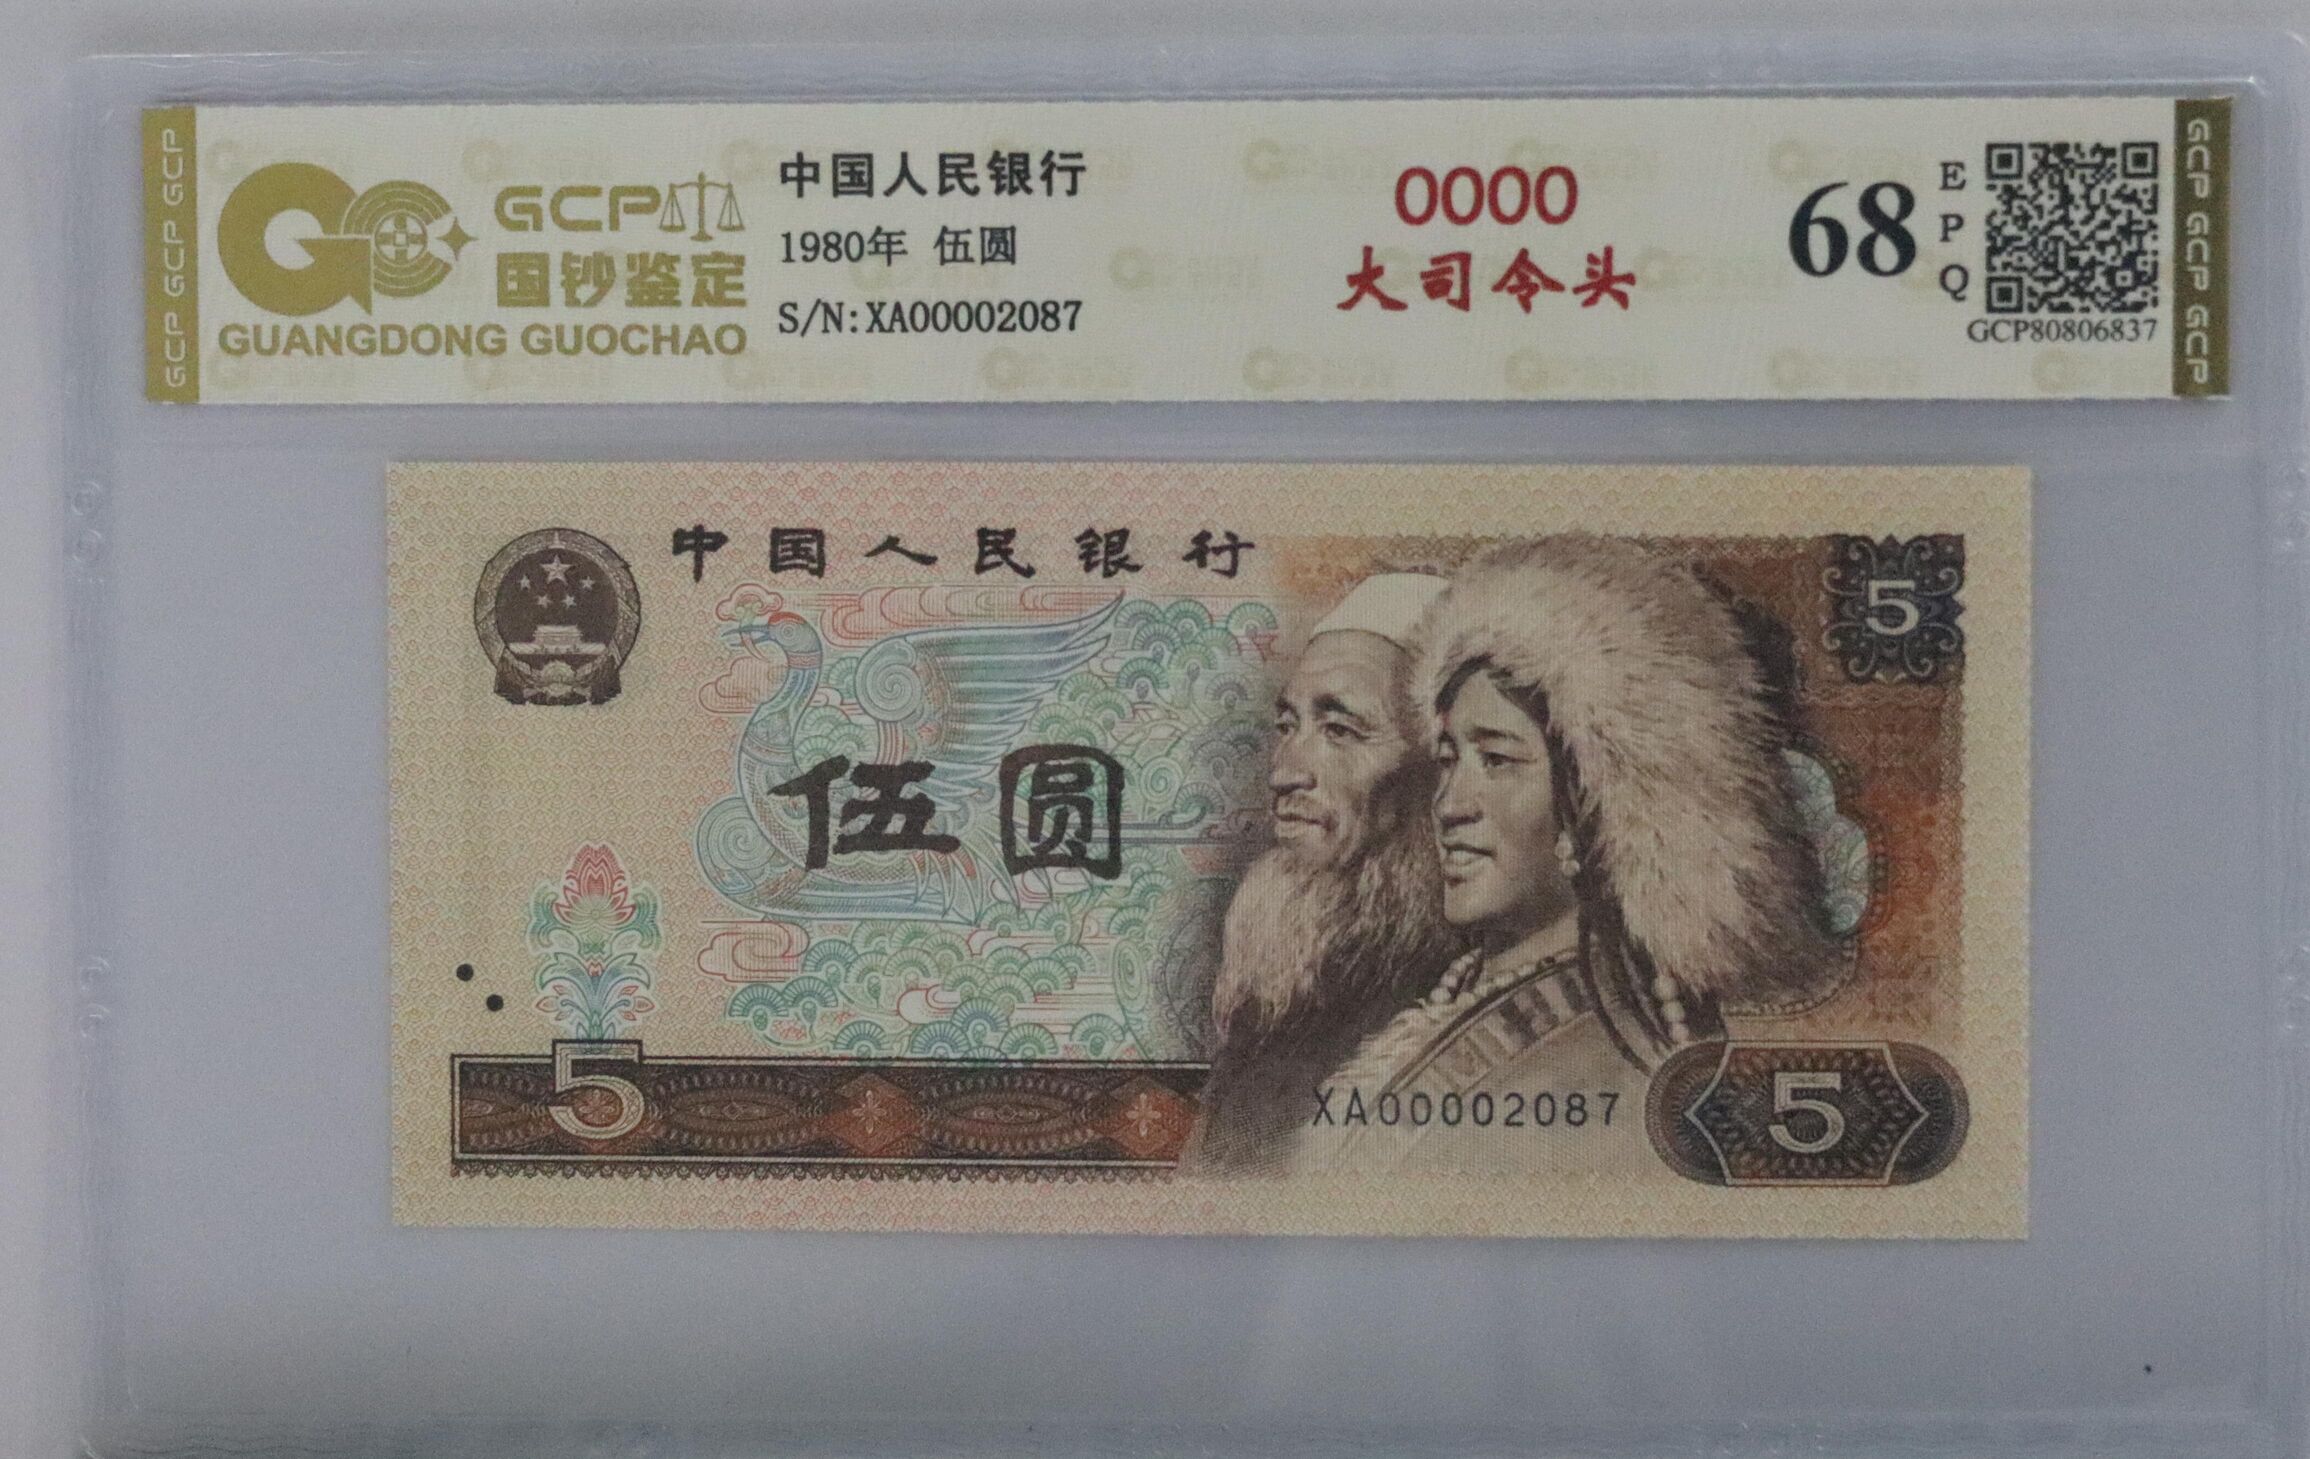 GCP GCP GCP
GCP
国钞鉴定
GUANGDONG GUOCHAO
中国人民银行
1980年 伍圆
S/N:XA00002087
0000
大司令头
68
E
P
Q
GCP80806837
GCP GCP GCP
中国人民银行
5
伍圆
5
XA00002087
5